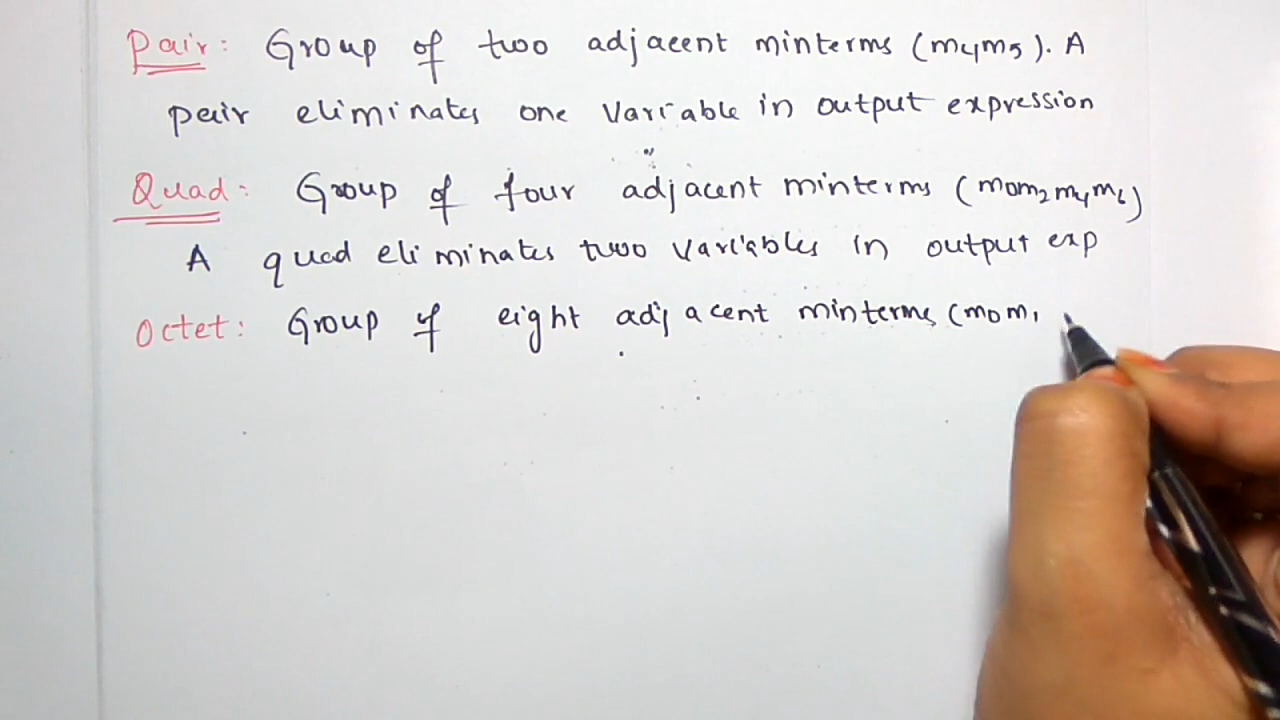 Pair: Group of two adjacent minterms (m4m5). A
pair eliminates one variable in output expression
Quad: Group of four adjacent minterms (m0m2m4m6)
A quad eliminates two variables in output exp
Octet: Group of eight adjacent minterms (m0m1